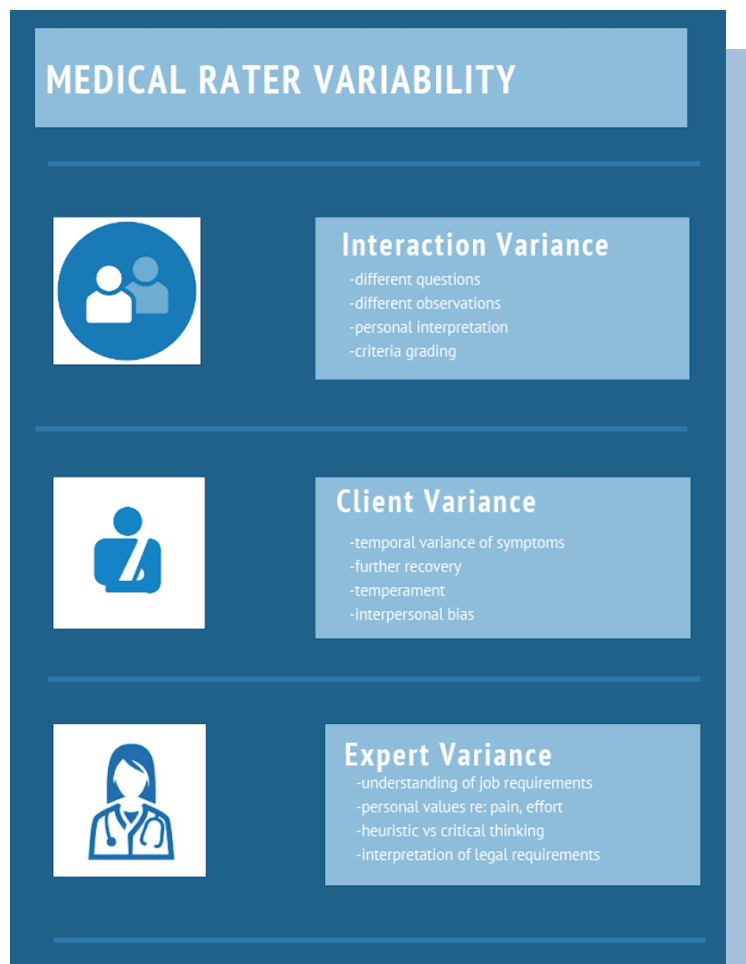 MEDICAL RATER VARIABILITY
Interaction Variance
-different questions
-different observations
-personal interpretation
-criteria grading
Client Variance
-temporal variance of symptoms
-further recovery
-temperament
-interpersonal bias
Expert Variance
-understanding of job requirements
-personal values re: pain, effort
-heuristic vs critical thinking
-interpretation of legal requirements